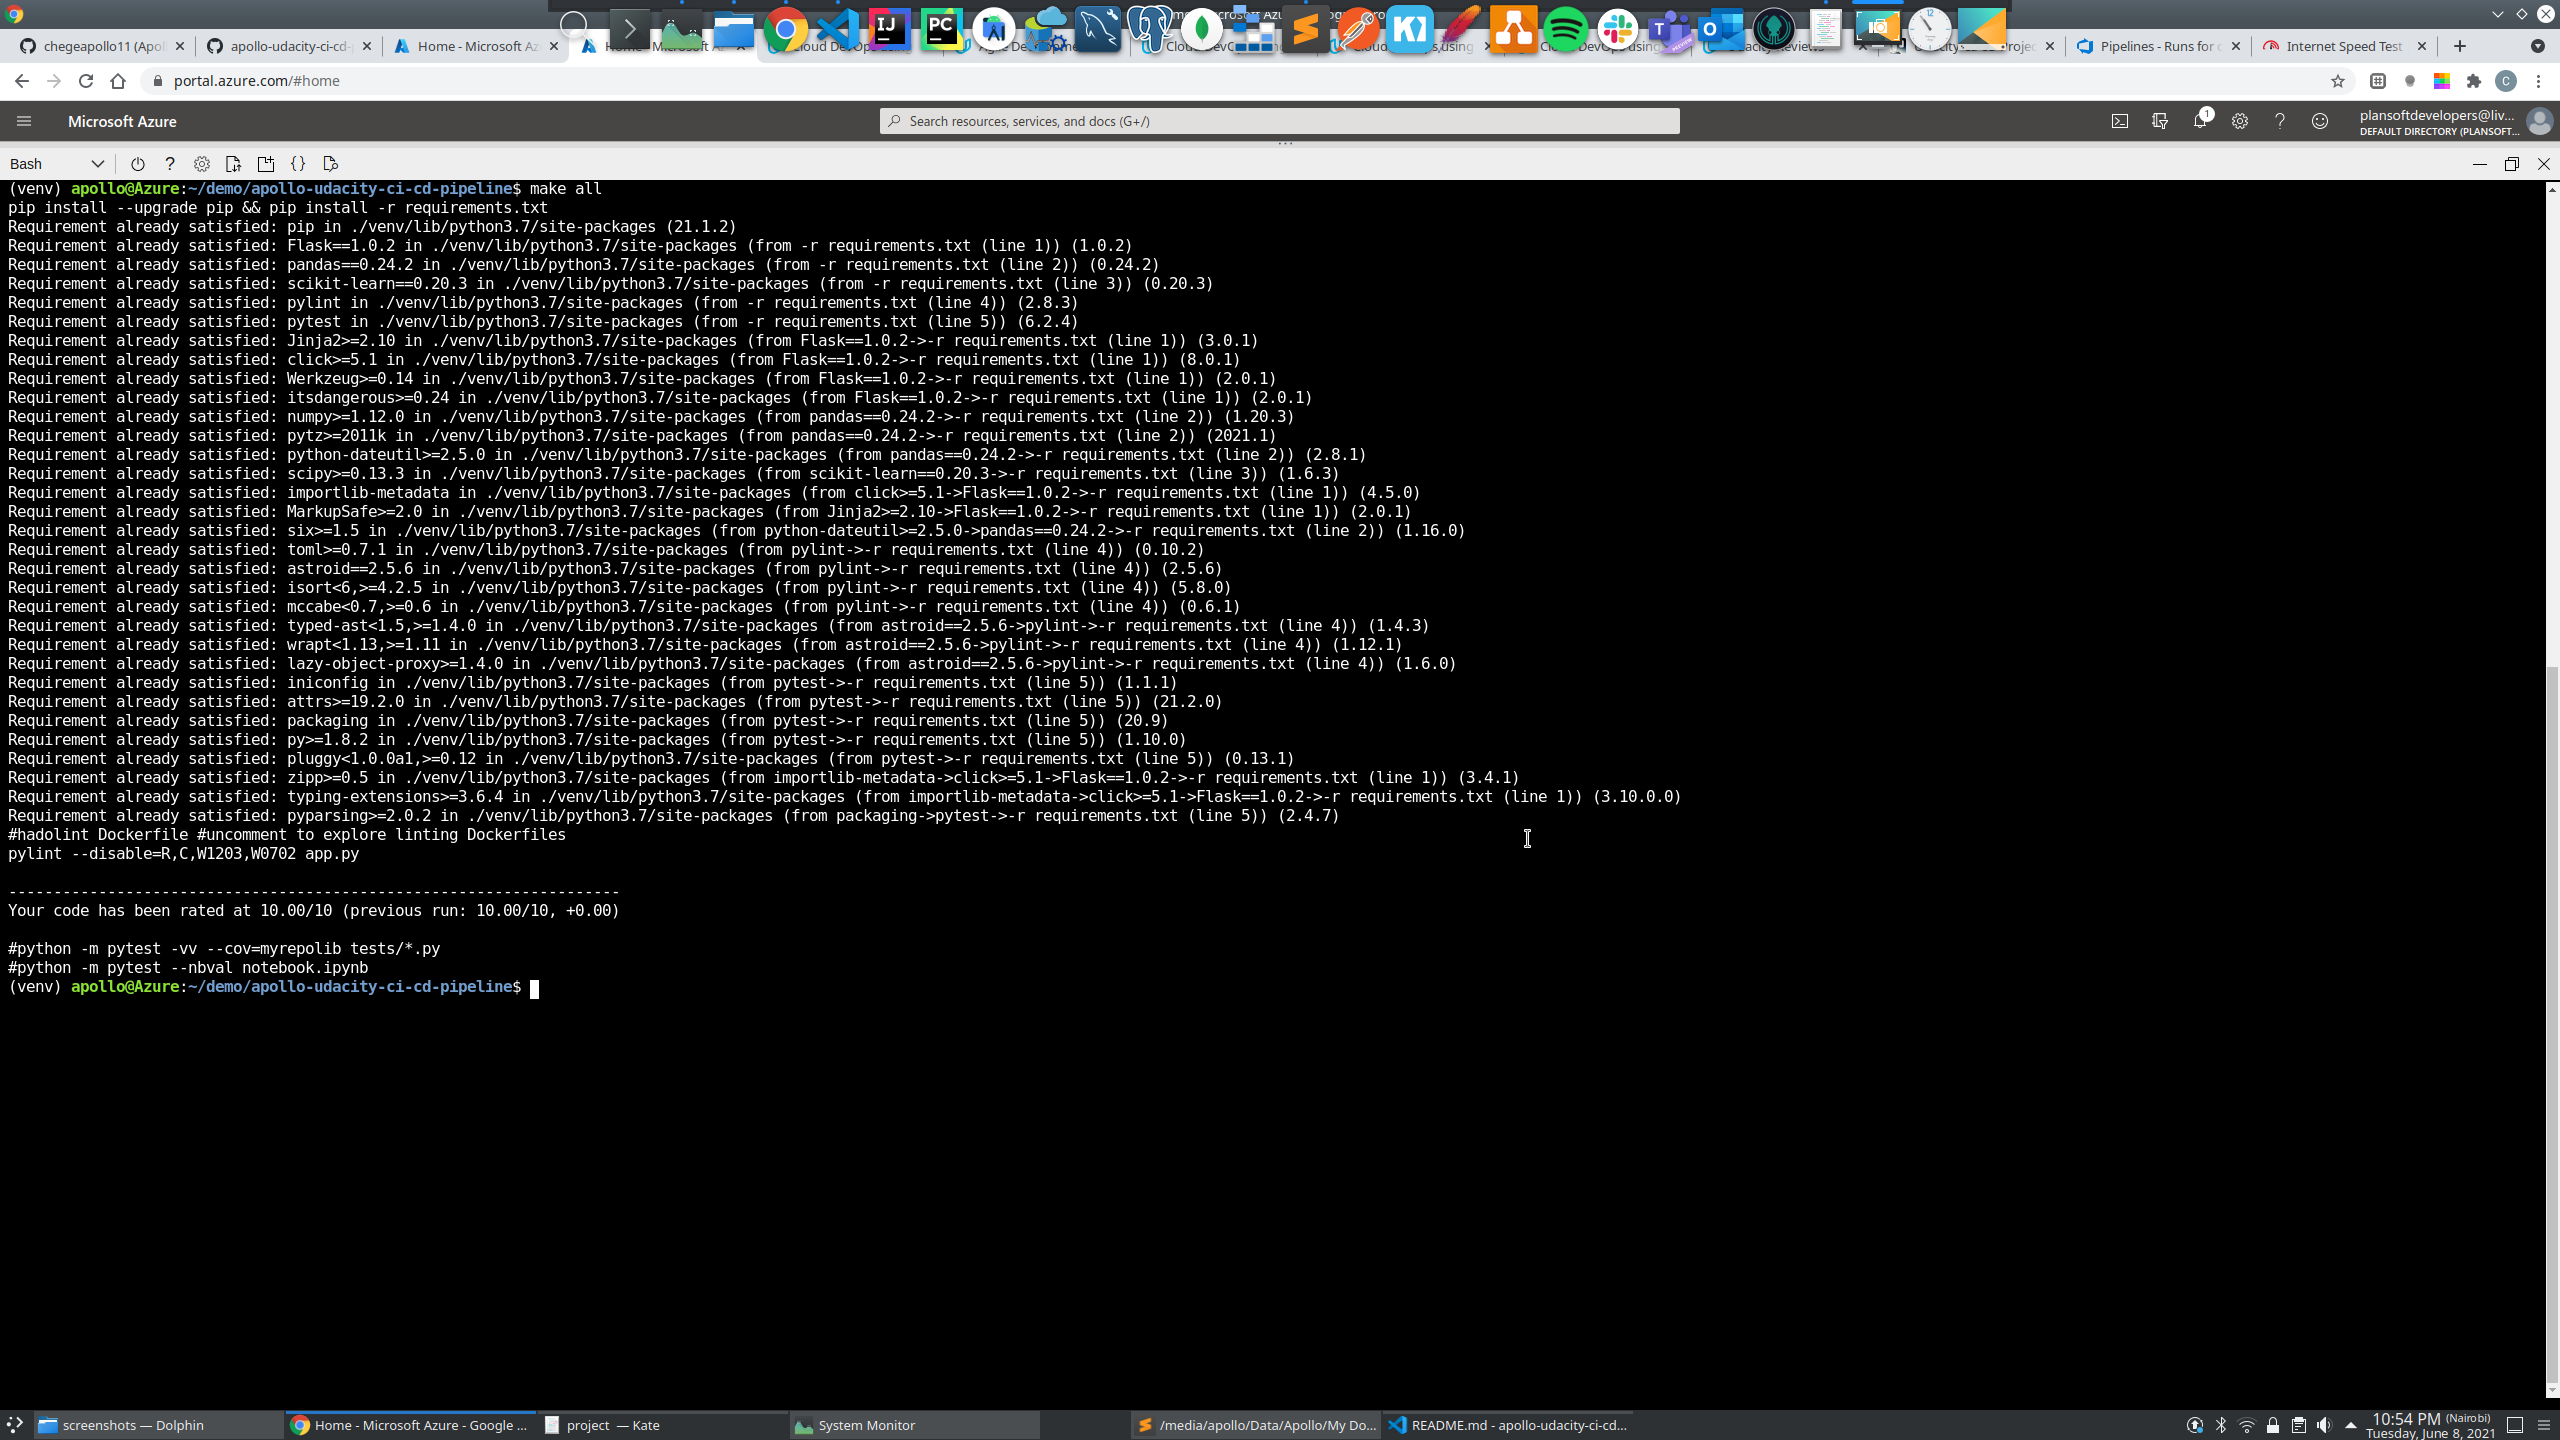 chegeapollo11 (Apol
apollo-udacity-ci-cd-
Home - Microsoft Az
Pipelines - Runs for
Internet Speed Test
portal.azure.com/#home
Microsoft Azure
Search resources, services, and docs (G+/)
1
plansoftdevelopers@liv...
DEFAULT DIRECTORY (PLANSOFT...
Bash
(venv) apollo@Azure:~/demo/apollo-udacity-ci-cd-pipeline$ make all
pip install --upgrade pip && pip install -r requirements.txt
Requirement already satisfied: pip in ./venv/lib/python3.7/site-packages (21.1.2)
Requirement already satisfied: Flask==1.0.2 in ./venv/lib/python3.7/site-packages (from -r requirements.txt (line 1)) (1.0.2)
Requirement already satisfied: pandas==0.24.2 in ./venv/lib/python3.7/site-packages (from -r requirements.txt (line 2)) (0.24.2)
Requirement already satisfied: scikit-learn==0.20.3 in ./venv/lib/python3.7/site-packages (from -r requirements.txt (line 3)) (0.20.3)
Requirement already satisfied: pylint in ./venv/lib/python3.7/site-packages (from -r requirements.txt (line 4)) (2.8.3)
Requirement already satisfied: pytest in ./venv/lib/python3.7/site-packages (from -r requirements.txt (line 5)) (6.2.4)
Requirement already satisfied: Jinja2>=2.10 in ./venv/lib/python3.7/site-packages (from Flask==1.0.2->-r requirements.txt (line 1)) (3.0.1)
Requirement already satisfied: click>=5.1 in ./venv/lib/python3.7/site-packages (from Flask==1.0.2->-r requirements.txt (line 1)) (8.0.1)
Requirement already satisfied: Werkzeug>=0.14 in ./venv/lib/python3.7/site-packages (from Flask==1.0.2->-r requirements.txt (line 1)) (2.0.1)
Requirement already satisfied: itsdangerous>=0.24 in ./venv/lib/python3.7/site-packages (from Flask==1.0.2->-r requirements.txt (line 1)) (2.0.1)
Requirement already satisfied: numpy>=1.12.0 in ./venv/lib/python3.7/site-packages (from pandas==0.24.2->-r requirements.txt (line 2)) (1.20.3)
Requirement already satisfied: pytz>=2011k in ./venv/lib/python3.7/site-packages (from pandas==0.24.2->-r requirements.txt (line 2)) (2021.1)
Requirement already satisfied: python-dateutil>=2.5.0 in ./venv/lib/python3.7/site-packages (from pandas==0.24.2->-r requirements.txt (line 2)) (2.8.1)
Requirement already satisfied: scipy>=0.13.3 in ./venv/lib/python3.7/site-packages (from scikit-learn==0.20.3->-r requirements.txt (line 3)) (1.6.3)
Requirement already satisfied: importlib-metadata in ./venv/lib/python3.7/site-packages (from click>=5.1->Flask==1.0.2->-r requirements.txt (line 1)) (4.5.0)
Requirement already satisfied: MarkupSafe>=2.0 in ./venv/lib/python3.7/site-packages (from Jinja2>=2.10->Flask==1.0.2->-r requirements.txt (line 1)) (2.0.1)
Requirement already satisfied: six>=1.5 in ./venv/lib/python3.7/site-packages (from python-dateutil>=2.5.0->pandas==0.24.2->-r requirements.txt (line 2)) (1.16.0)
Requirement already satisfied: toml>=0.7.1 in ./venv/lib/python3.7/site-packages (from pylint->-r requirements.txt (line 4)) (0.10.2)
Requirement already satisfied: astroid==2.5.6 in ./venv/lib/python3.7/site-packages (from pylint->-r requirements.txt (line 4)) (2.5.6)
Requirement already satisfied: isort<6,>=4.2.5 in ./venv/lib/python3.7/site-packages (from pylint->-r requirements.txt (line 4)) (5.8.0)
Requirement already satisfied: mccabe<0.7,>=0.6 in ./venv/lib/python3.7/site-packages (from pylint->-r requirements.txt (line 4)) (0.6.1)
Requirement already satisfied: typed-ast<1.5,>=1.4.0 in ./venv/lib/python3.7/site-packages (from astroid==2.5.6->pylint->-r requirements.txt (line 4)) (1.4.3)
Requirement already satisfied: wrapt<1.13,>=1.11 in ./venv/lib/python3.7/site-packages (from astroid==2.5.6->pylint->-r requirements.txt (line 4)) (1.12.1)
Requirement already satisfied: lazy-object-proxy>=1.4.0 in ./venv/lib/python3.7/site-packages (from astroid==2.5.6->pylint->-r requirements.txt (line 4)) (1.6.0)
Requirement already satisfied: iniconfig in ./venv/lib/python3.7/site-packages (from pytest->-r requirements.txt (line 5)) (1.1.1)
Requirement already satisfied: attrs>=19.2.0 in ./venv/lib/python3.7/site-packages (from pytest->-r requirements.txt (line 5)) (21.2.0)
Requirement already satisfied: packaging in ./venv/lib/python3.7/site-packages (from pytest->-r requirements.txt (line 5)) (20.9)
Requirement already satisfied: py>=1.8.2 in ./venv/lib/python3.7/site-packages (from pytest->-r requirements.txt (line 5)) (1.10.0)
Requirement already satisfied: pluggy<1.0.0a1,>=0.12 in ./venv/lib/python3.7/site-packages (from pytest->-r requirements.txt (line 5)) (0.13.1)
Requirement already satisfied: zipp>=0.5 in ./venv/lib/python3.7/site-packages (from importlib-metadata->click>=5.1->Flask==1.0.2->-r requirements.txt (line 1)) (3.4.1)
Requirement already satisfied: typing-extensions>=3.6.4 in ./venv/lib/python3.7/site-packages (from importlib-metadata->click>=5.1->Flask==1.0.2->-r requirements.txt (line 1)) (3.10.0.0)
Requirement already satisfied: pyparsing>=2.0.2 in ./venv/lib/python3.7/site-packages (from packaging->pytest->-r requirements.txt (line 5)) (2.4.7)
#hadolint Dockerfile #uncomment to explore linting Dockerfiles
pylint --disable=R,C,W1203,W0702 app.py
--------------------------------------------------------------------
Your code has been rated at 10.00/10 (previous run: 10.00/10, +0.00)
#python -m pytest -vv --cov=myrepolib tests/*.py
#python -m pytest --nbval notebook.ipynb
(venv) apollo@Azure:~/demo/apollo-udacity-ci-cd-pipeline$
screenshots — Dolphin
Home - Microsoft Azure - Google ...
project — Kate
System Monitor
/media/apollo/Data/Apollo/My Do...
README.md - apollo-udacity-ci-cd...
10:54 PM (Nairobi)
Tuesday, June 8, 2021